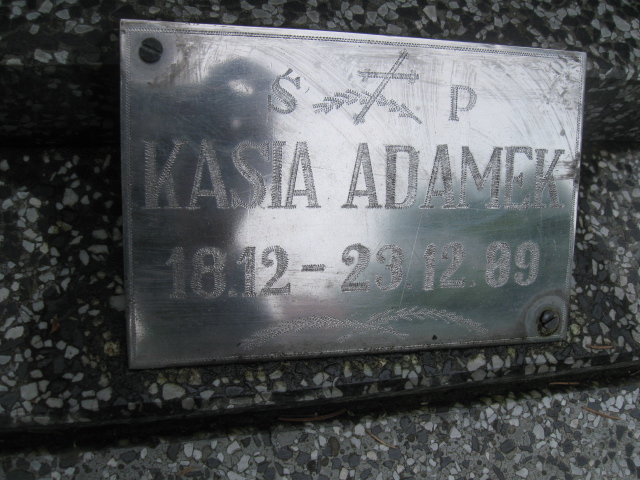 Ś P
KASIA ADAMEK
18.12 - 23.12.89